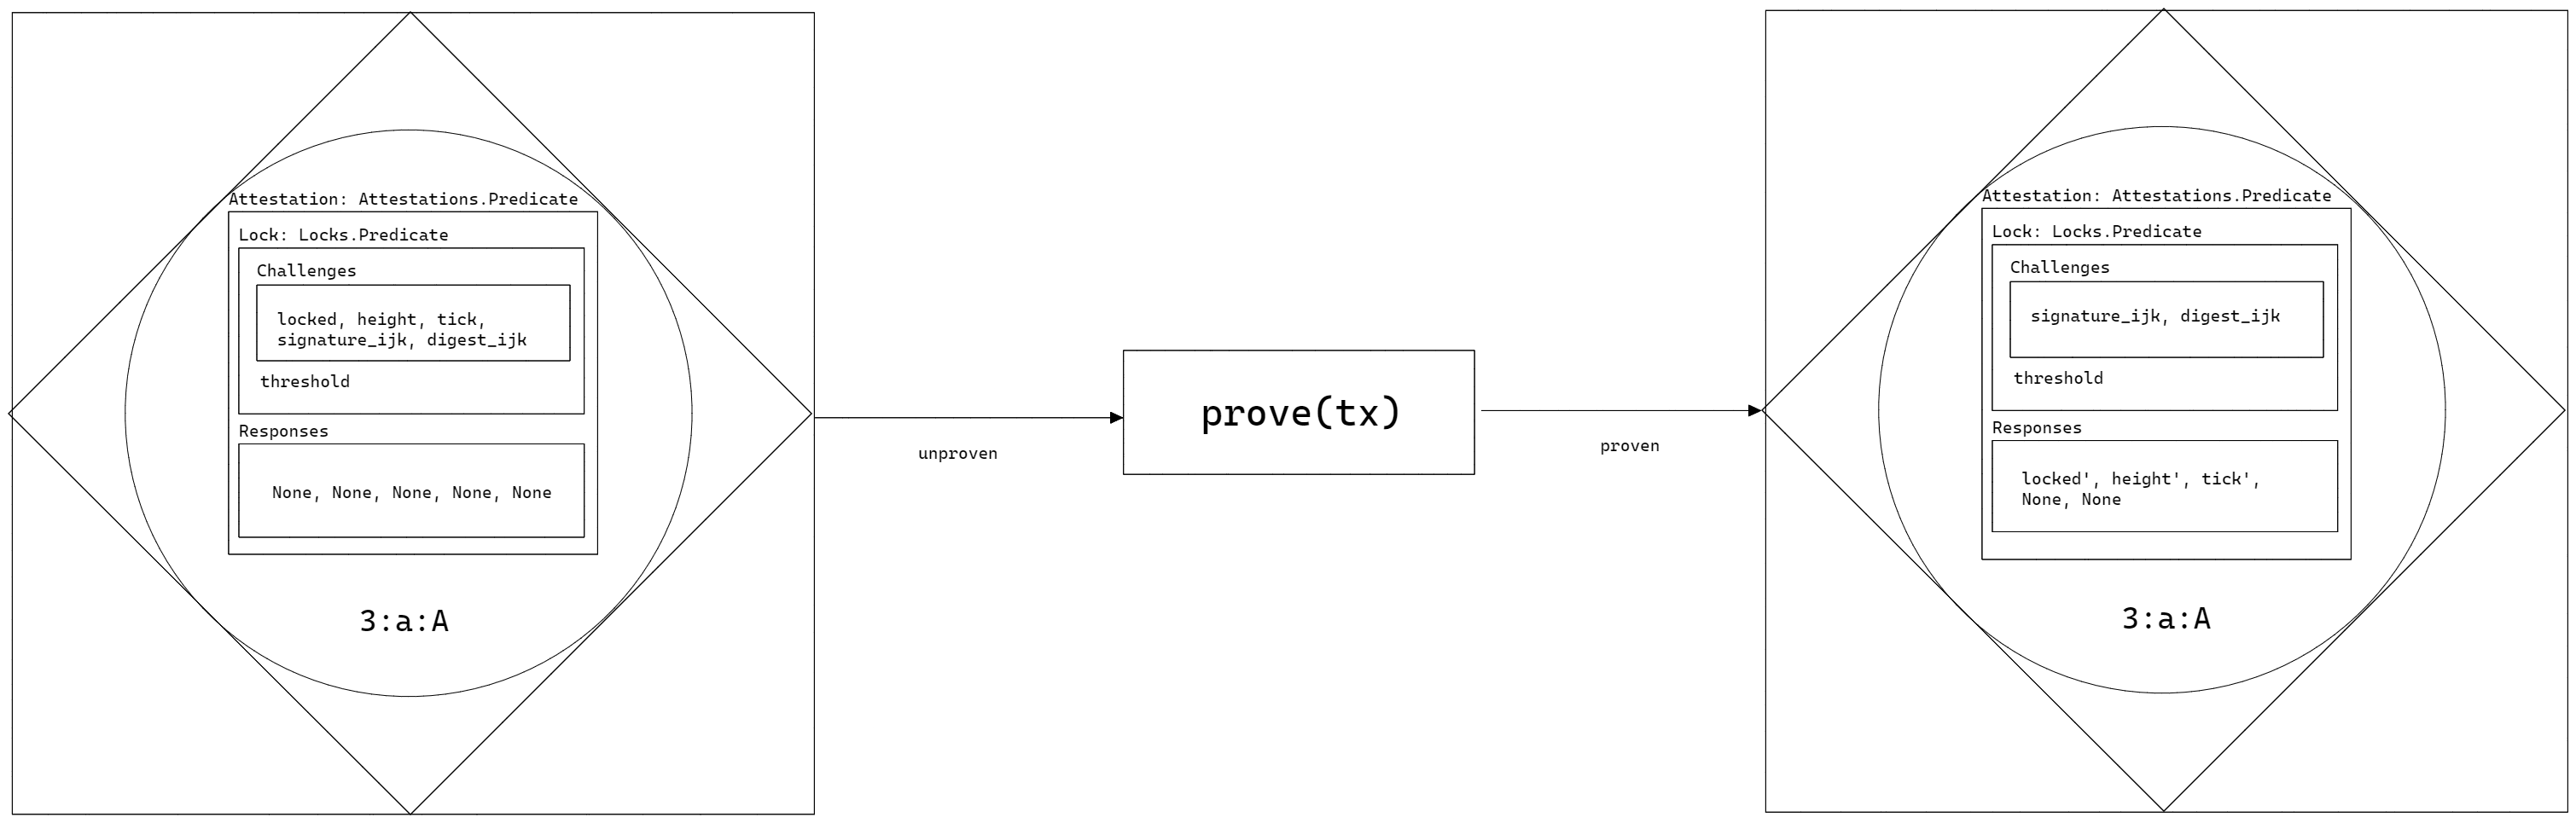 Attestation: Attestations.Predicate
Lock: Locks.Predicate
Challenges
locked, height, tick,
signature_ijk, digest_ijk
threshold
Responses
None, None, None, None, None
3:a:A
unproven
prove(tx)
proven
Attestation: Attestations.Predicate
Lock: Locks.Predicate
Challenges
signature_ijk, digest_ijk
threshold
Responses
locked', height', tick',
None, None
3:a:A